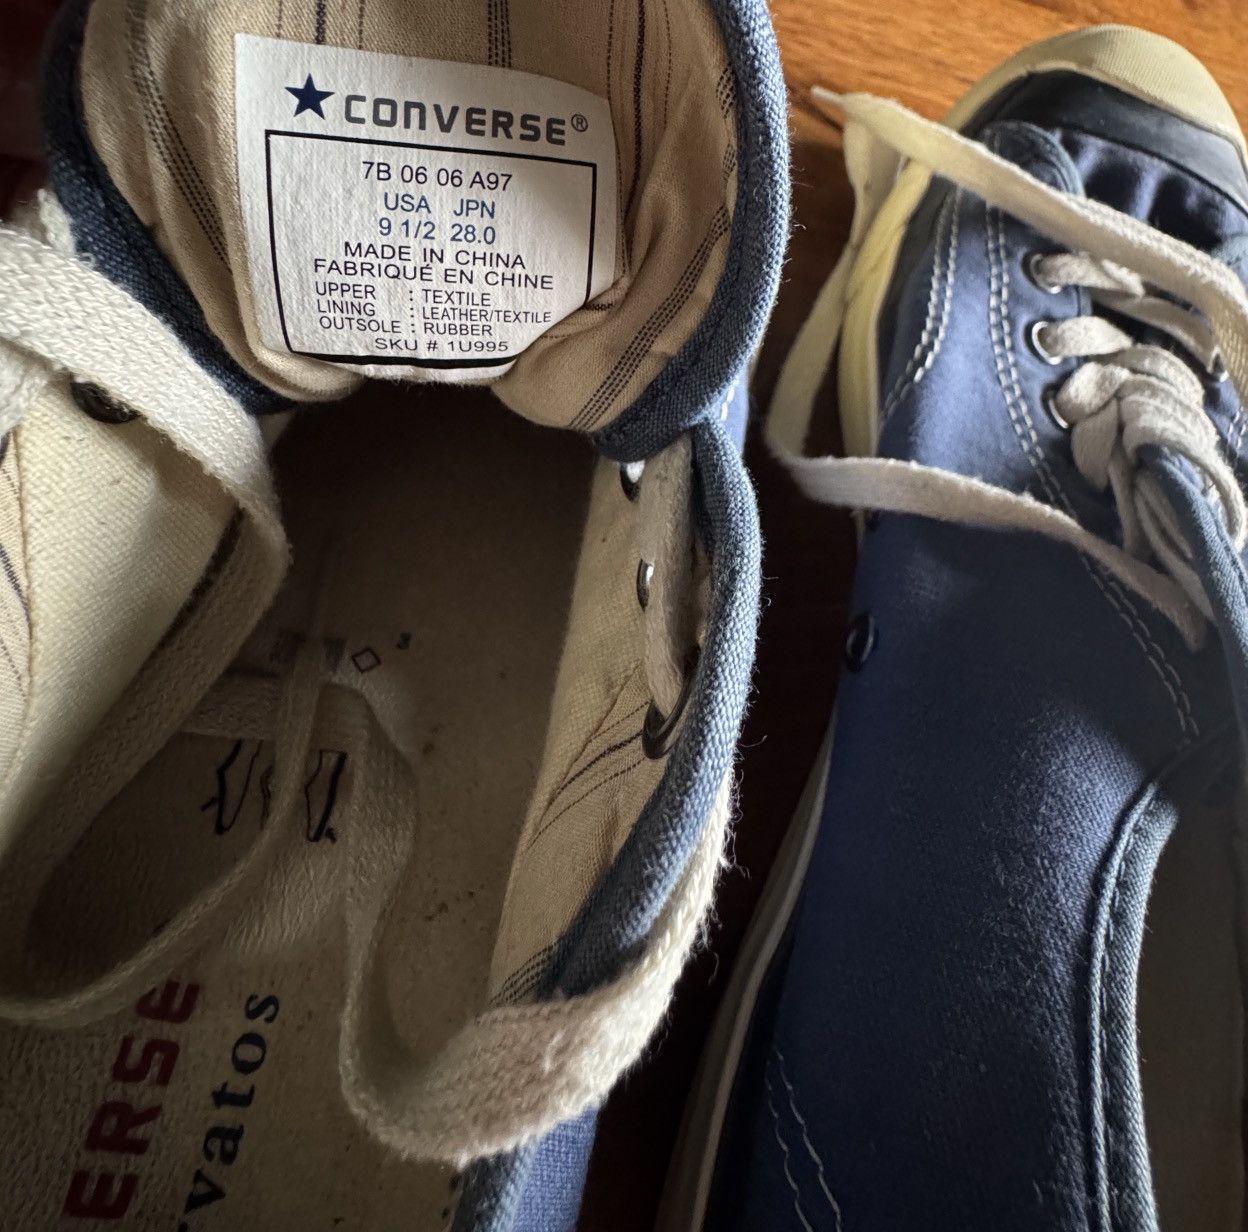 CONVERSE®
7B 06 06 A97
USA JPN
9 1/2 28.0
MADE IN CHINA
FABRIQUÉ EN CHINE
UPPER : TEXTILE
LINING : LEATHER/TEXTILE
OUTSOLE : RUBBER
SKU # 1U995
ERSE
vatos